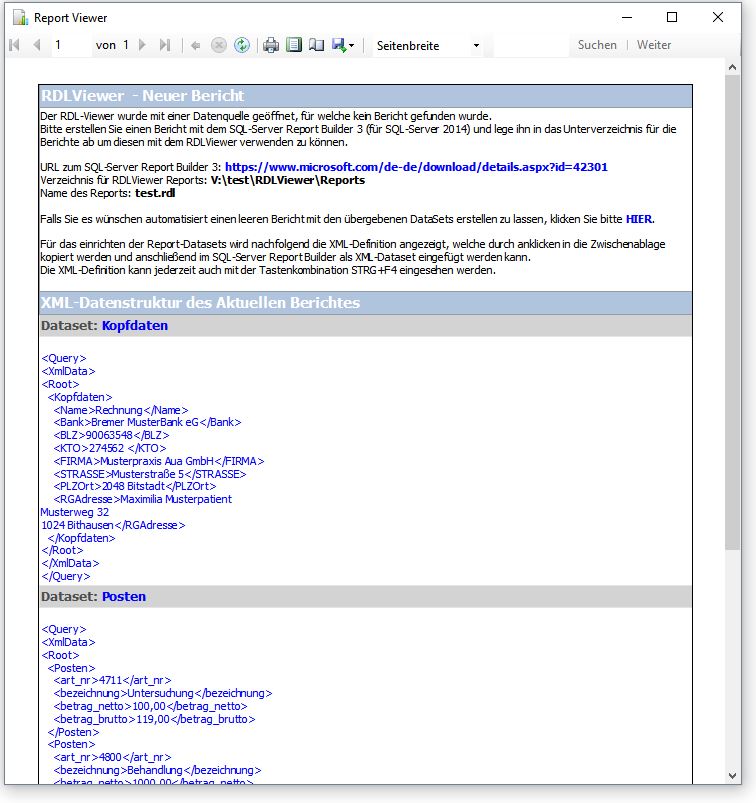 Report Viewer
1 von 1 Seitenbreite Suchen | Weiter
RDLViewer - Neuer Bericht
Der RDL-Viewer wurde mit einer Datenquelle geöffnet, für welche kein Bericht gefunden wurde.
Bitte erstellen Sie einen Bericht mit dem SQL-Server Report Builder 3 (für SQL-Server 2014) und lege ihn in das Unterverzeichnis für die
Berichte ab um diesen mit dem RDLViewer verwenden zu können.
URL zum SQL-Server Report Builder 3: https://www.microsoft.com/de-de/download/details.aspx?id=42301
Verzeichnis für RDLViewer Reports: V:\test\RDLViewer\Reports
Name des Reports: test.rdl
Falls Sie es wünschen automatisiert einen leeren Bericht mit den übergebenen DataSets erstellen zu lassen, klicken Sie bitte HIER.
Für das einrichten der Report-Datasets wird nachfolgend die XML-Definition angezeigt, welche durch anklicken in die Zwischenablage
kopiert werden und anschließend im SQL-Server Report Builder als XML-Dataset eingefügt werden kann.
Die XML-Definition kann jederzeit auch mit der Tastenkombination STRG+F4 eingesehen werden.
XML-Datenstruktur des Aktuellen Berichtes
Dataset: Kopfdaten
<Query>
<XmlData>
<Root>
<Kopfdaten>
<Name>Rechnung</Name>
<Bank>Bremer MusterBank eG</Bank>
<BLZ>90063548</BLZ>
<KTO>274562 </KTO>
<FIRMA>Musterpraxis Aua GmbH</FIRMA>
<STRASSE>Musterstraße 5</STRASSE>
<PLZOrt>2048 Bitstadt</PLZOrt>
<RGAdresse>Maximilia Musterpatient
Musterweg 32
1024 Bithausen</RGAdresse>
</Kopfdaten>
</Root>
</XmlData>
</Query>
Dataset: Posten
<Query>
<XmlData>
<Root>
<Posten>
<art_nr>4711</art_nr>
<bezeichnung>Untersuchung</bezeichnung>
<betrag_netto>100,00</betrag_netto>
<betrag_brutto>119,00</betrag_brutto>
</Posten>
<Posten>
<art_nr>4800</art_nr>
<bezeichnung>Behandlung</bezeichnung>
<betrag_netto>1000,00</betrag_netto>